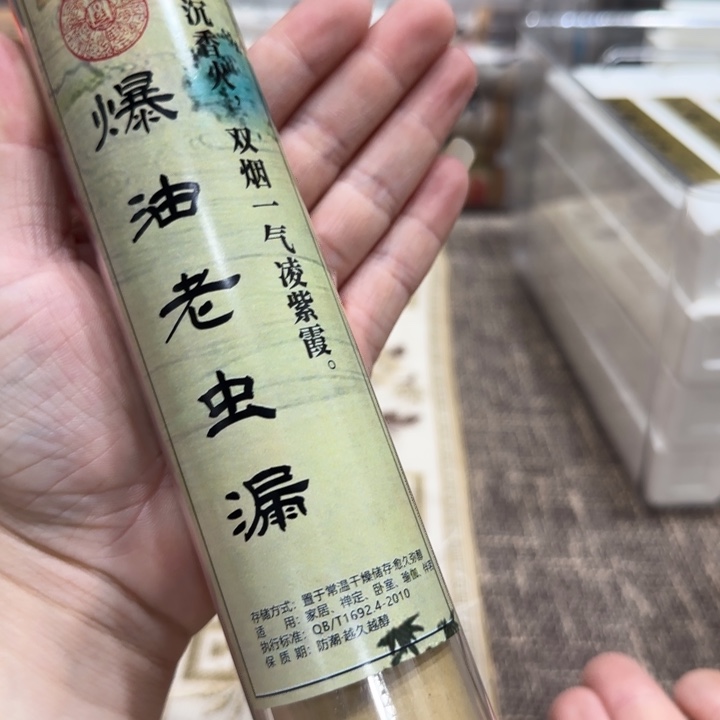 爆油老虫漏
沉香火,双烟一气凌紫霞。
存储方式:置于常温干燥储存愈久弥醇
适 用:家居、禅定、卧室、瑜伽、
执行标准:QB/T1692.4-2010
保 质 期:防潮·越久越醇